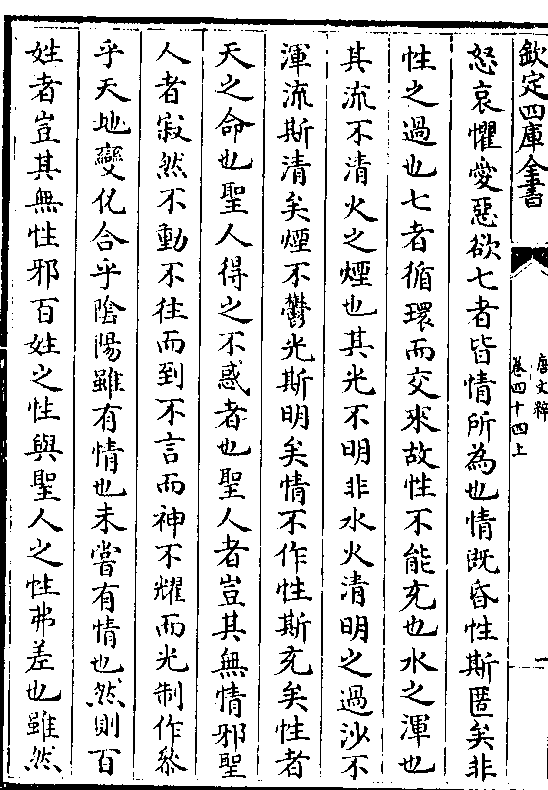 欽定四庫全書
唐文粹
卷四十四上
一
怒哀懼愛惡欲七者皆情所為也情既昏性斯匿矣非
性之過也七者循環而交來故性不能充也水之渾也
其流不清火之煙也其光不明非水火清明之過沙不
渾流斯清矣煙不鬱光斯明矣情不作性斯充矣性者
天之命也聖人得之不惑者也聖人者豈其無情邪聖
人者寂然不動不徃而到不言而神不耀而光制作叅
乎天地變化合乎隂陽雖有情也未嘗有情也然則百
姓者豈其無性邪百姓之性與聖人之性弗差也雖然